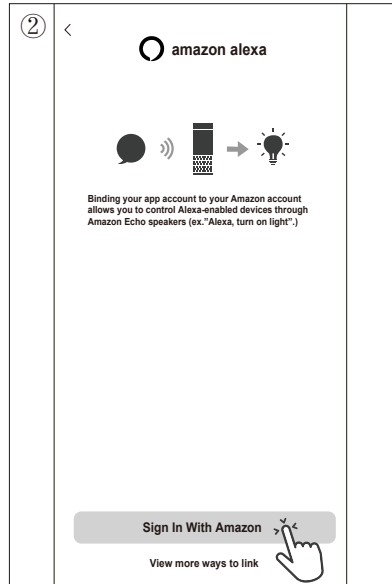 ②
<
amazon alexa
Binding your app account to your Amazon account
allows you to control Alexa-enabled devices through
Amazon Echo speakers (ex."Alexa, turn on light".)
Sign In With Amazon
View more ways to link